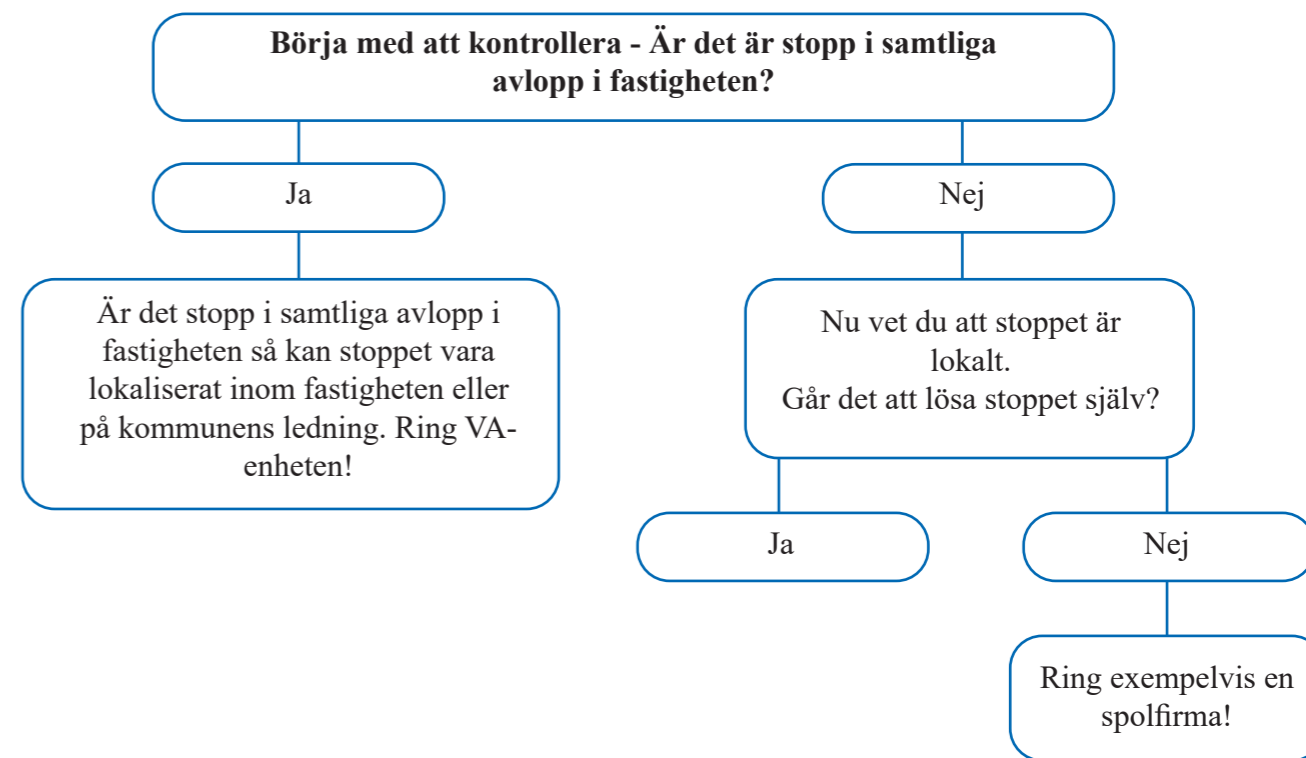 Börja med att kontrollera - Är det är stopp i samtliga
avlopp i fastigheten?
Ja
Nej
Är det stopp i samtliga avlopp i
fastigheten så kan stoppet vara
lokaliserat inom fastigheten eller
på kommunens ledning. Ring VA-
enheten!
Nu vet du att stoppet är
lokalt.
Går det att lösa stoppet själv?
Ja
Nej
Ring exempelvis en
spolfirma!